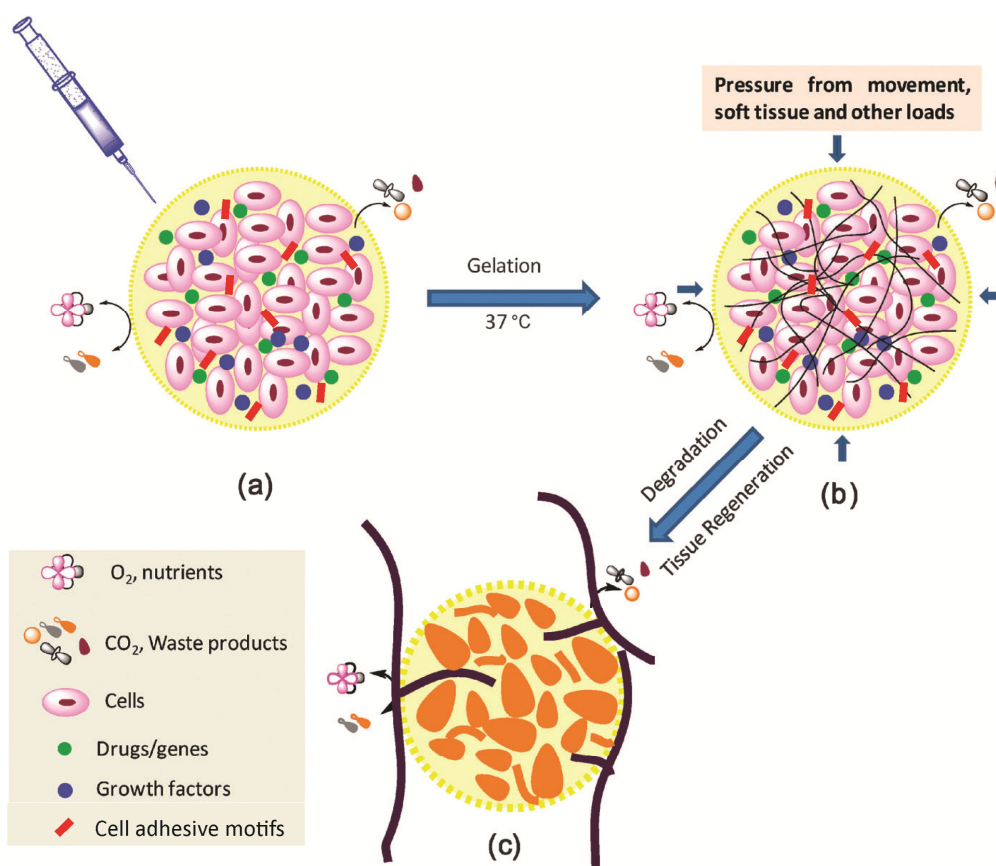 Pressure from movement,
soft tissue and other loads
Gelation
37 °C
(a)
(b)
Degradation
Tissue Regeneration
O₂, nutrients
CO₂, Waste products
Cells
Drugs/genes
Growth factors
Cell adhesive motifs
(c)